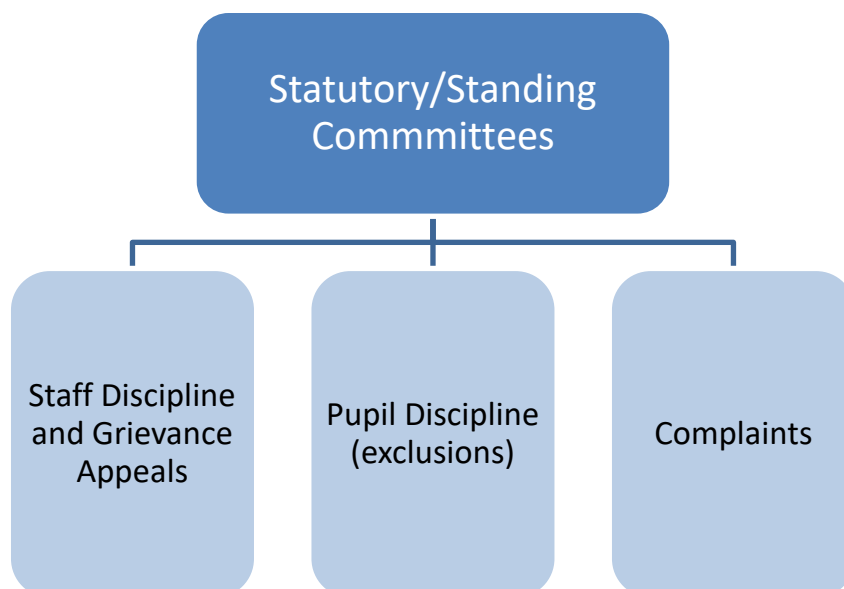 Statutory/Standing
Commmittees
Staff Discipline
and Grievance
Appeals
Pupil Discipline
(exclusions)
Complaints